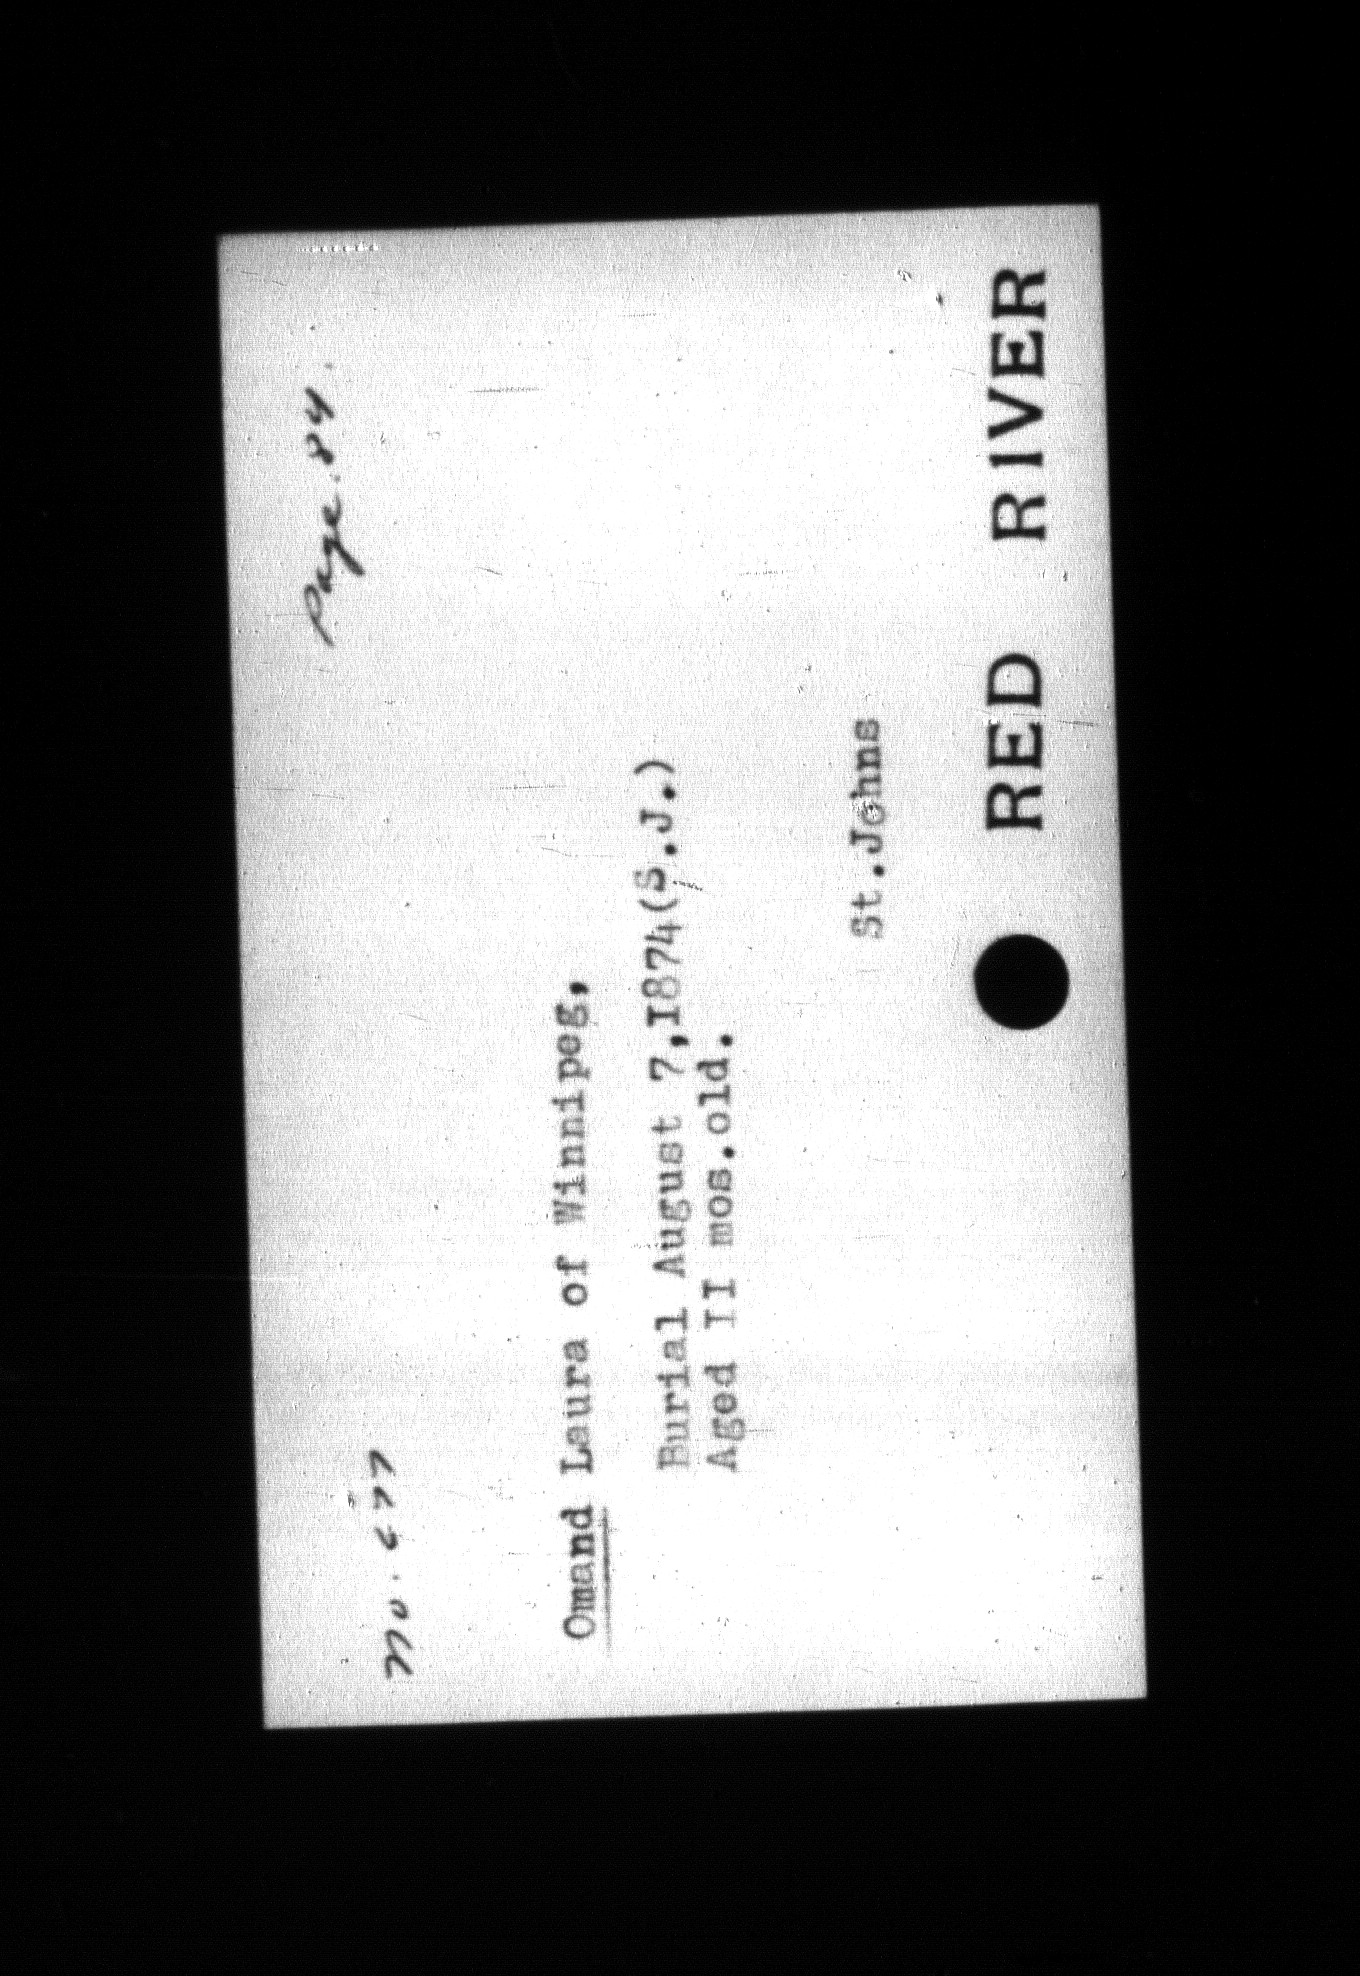 Page. 84.
No. 677
Omand Laura of Winnipeg,
Burial August 7,I874(S.J.)
Aged II mos.old.
St.Johns
RED RIVER